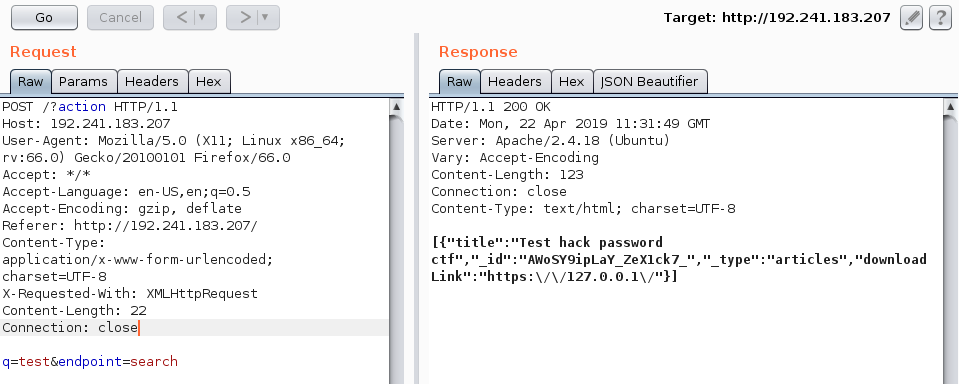 Go Cancel < ▼ > ▼ Target: http://192.241.183.207 ?
Request
Raw Params Headers Hex
POST /?action HTTP/1.1
Host: 192.241.183.207
User-Agent: Mozilla/5.0 (X11; Linux x86_64;
rv:66.0) Gecko/20100101 Firefox/66.0
Accept: */*
Accept-Language: en-US,en;q=0.5
Accept-Encoding: gzip, deflate
Referer: http://192.241.183.207/
Content-Type:
application/x-www-form-urlencoded;
charset=UTF-8
X-Requested-With: XMLHttpRequest
Content-Length: 22
Connection: close
q=test&endpoint=search
Response
Raw Headers Hex JSON Beautifier
HTTP/1.1 200 OK
Date: Mon, 22 Apr 2019 11:31:49 GMT
Server: Apache/2.4.18 (Ubuntu)
Vary: Accept-Encoding
Content-Length: 123
Connection: close
Content-Type: text/html; charset=UTF-8
[{"title":"Test hack password
ctf","_id":"AWoSY9ipLaY_ZeX1ck7_","_type":"articles","download
Link":"https:\/\/127.0.0.1\/"}]